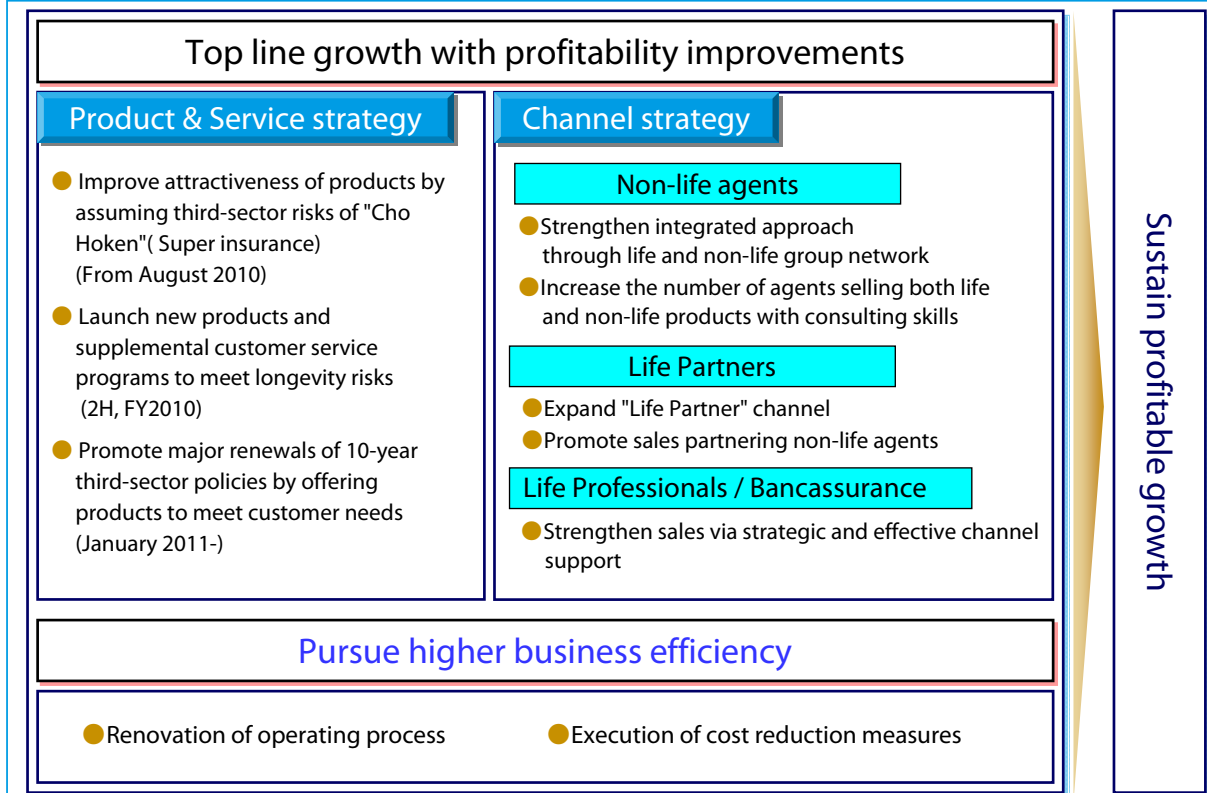 Top line growth with profitability improvements
Product & Service strategy
Improve attractiveness of products by
assuming third-sector risks of "Cho
Hoken"( Super insurance)
(From August 2010)
Launch new products and
supplemental customer service
programs to meet longevity risks
(2H, FY2010)
Promote major renewals of 10-year
third-sector policies by offering
products to meet customer needs
(January 2011-)
Channel strategy
Non-life agents
Strengthen integrated approach
through life and non-life group network
Increase the number of agents selling both life
and non-life products with consulting skills
Life Partners
Expand "Life Partner" channel
Promote sales partnering non-life agents
Life Professionals / Bancassurance
Strengthen sales via strategic and effective channel
support
Pursue higher business efficiency
Renovation of operating process
Execution of cost reduction measures
Sustain profitable growth